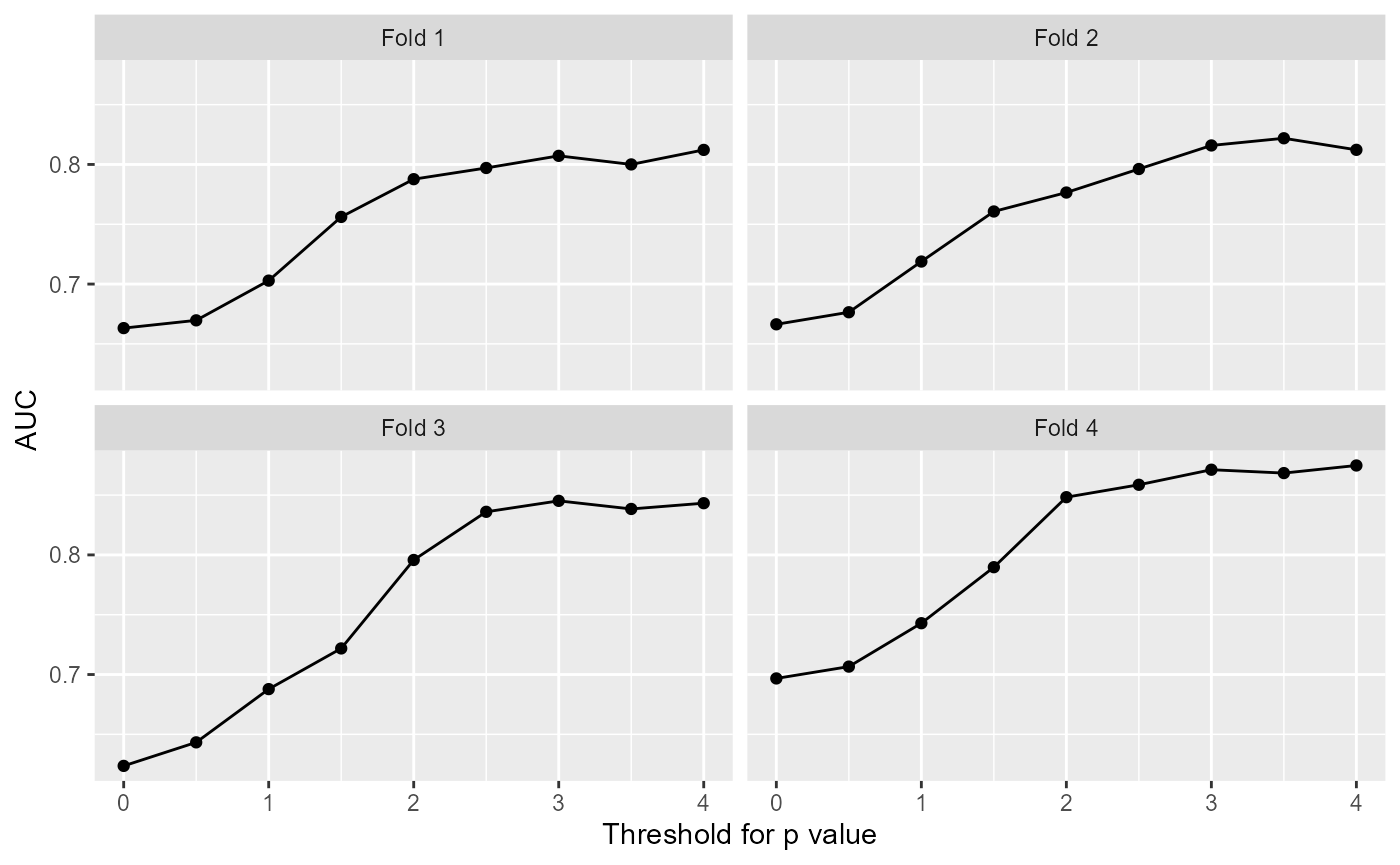 Fold 1
Fold 2
0.8
0.7
Fold 3
Fold 4
0.8
0.7
0 1 2 3 4
0 1 2 3 4
AUC
Threshold for p value